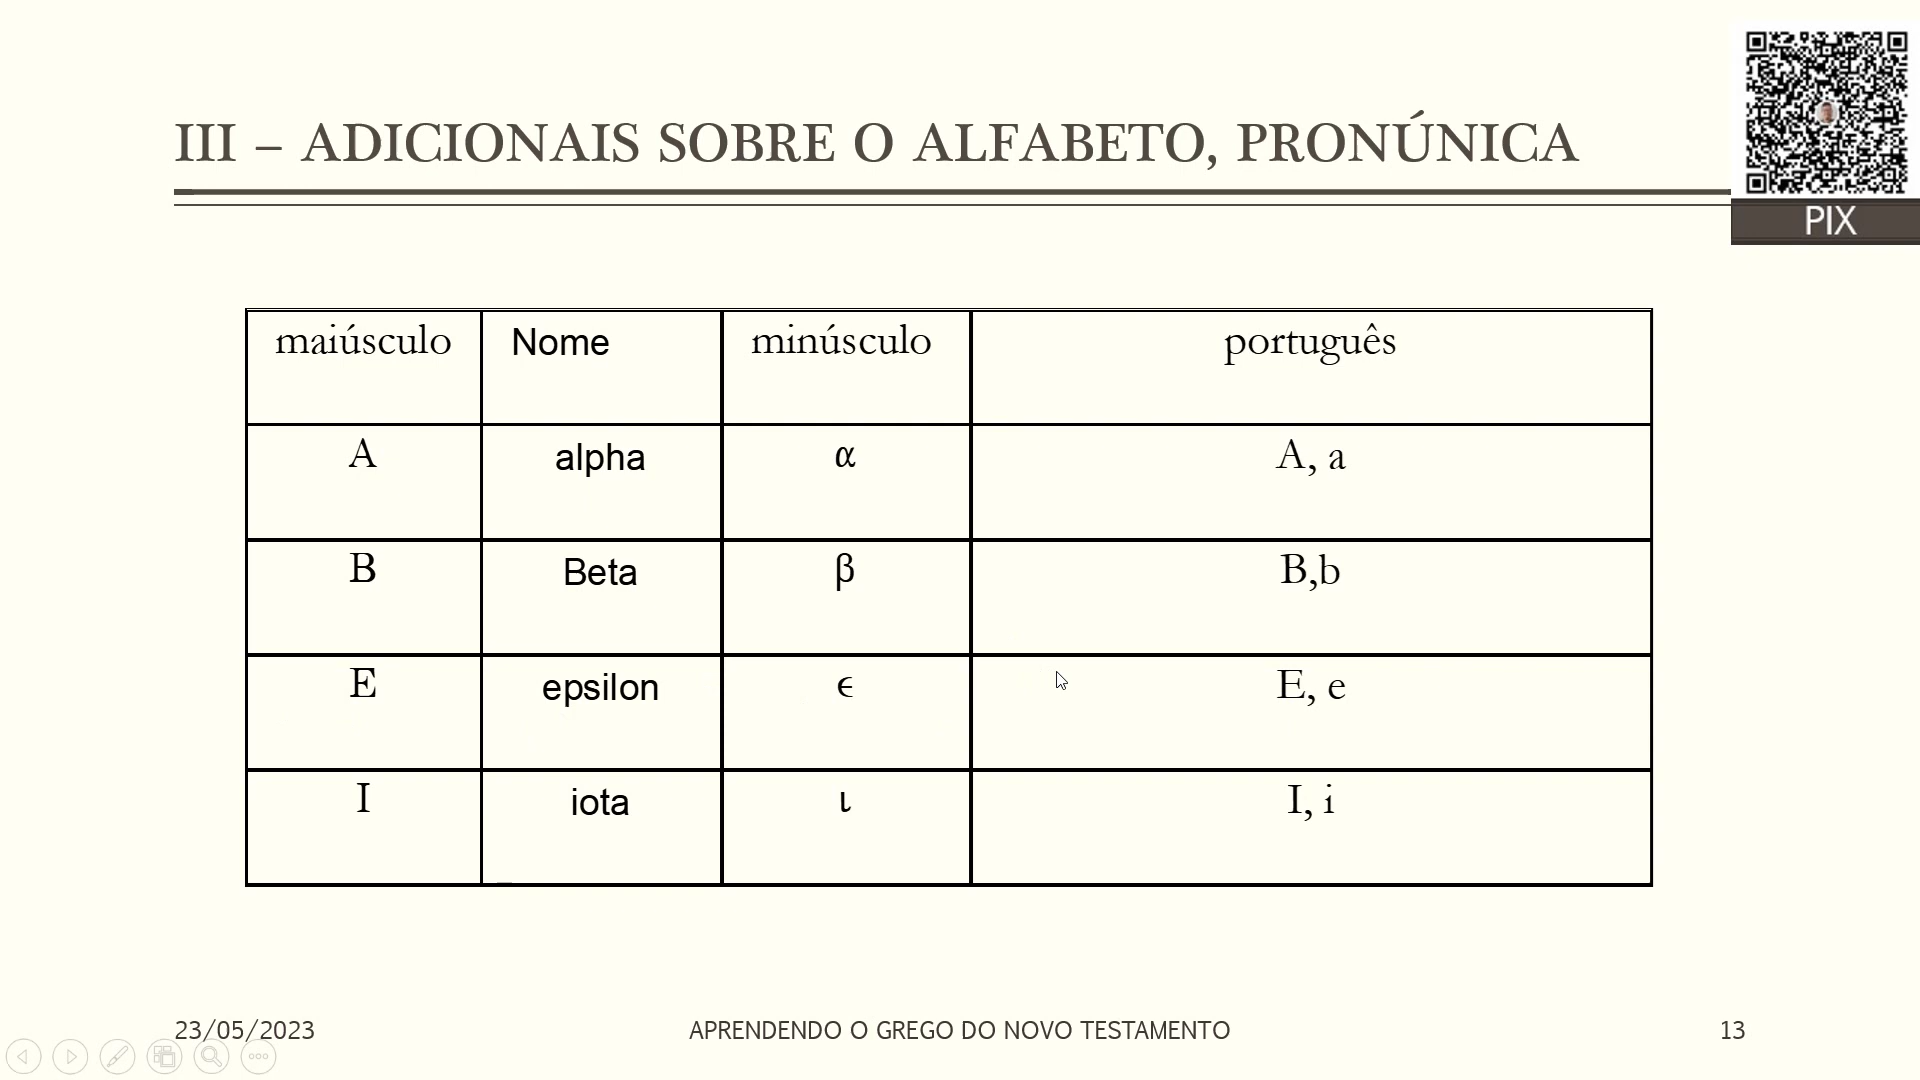 III – ADICIONAIS SOBRE O ALFABETO, PRONÚNICA
PIX
maiúsculo Nome minúsculo português
Α alpha α A, a
Β Beta β B,b
Ε epsilon ϵ E, e
Ι iota ι I, i
23/05/2023 APRENDENDO O GREGO DO NOVO TESTAMENTO 13